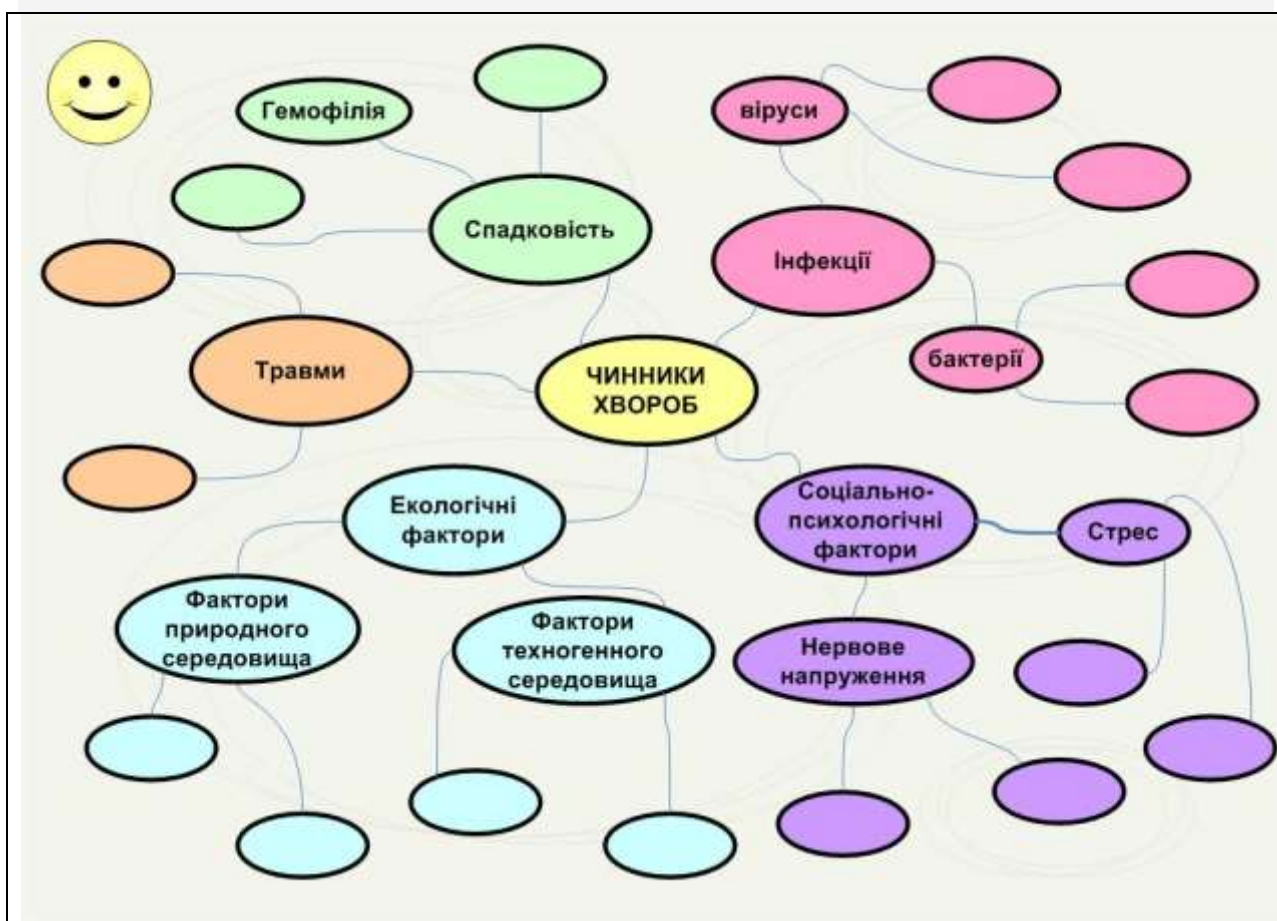 Гемофілія
віруси
Спадковість
Інфекції
Травми
ЧИННИКИ
ХВОРОБ
бактерії
Екологічні
фактори
Соціально-
психологічні
фактори
Стрес
Фактори
природного
середовища
Фактори
техногенного
середовища
Нервове
напруження